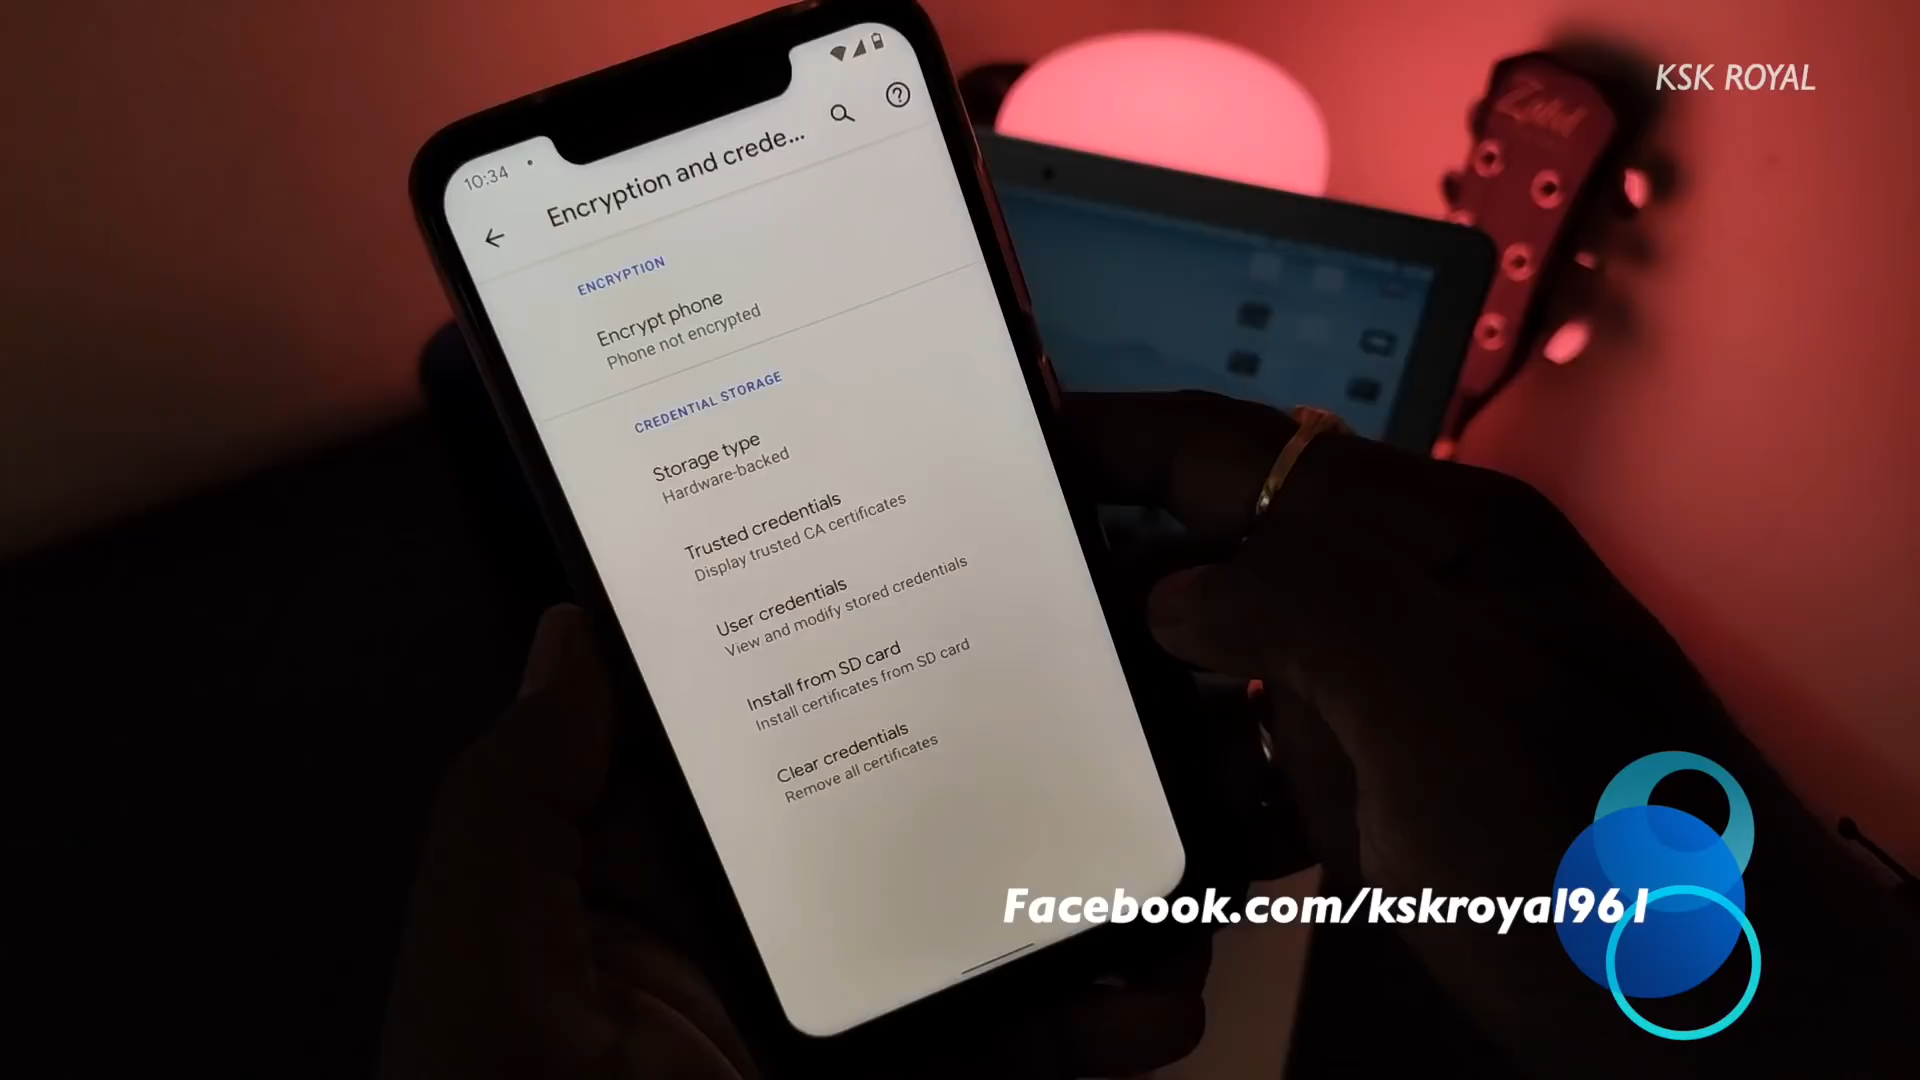 KSK ROYAL
10:34
Encryption and crede...
ENCRYPTION
Encrypt phone
Phone not encrypted
CREDENTIAL STORAGE
Storage type
Hardware-backed
Trusted credentials
Display trusted CA certificates
User credentials
View and modify stored credentials
Install from SD card
Install certificates from SD card
Clear credentials
Remove all certificates
Facebook.com/kskroyal961